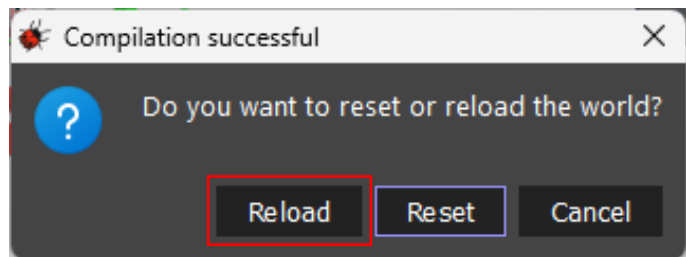 Compilation successful
?
Do you want to reset or reload the world?
Reload Reset Cancel